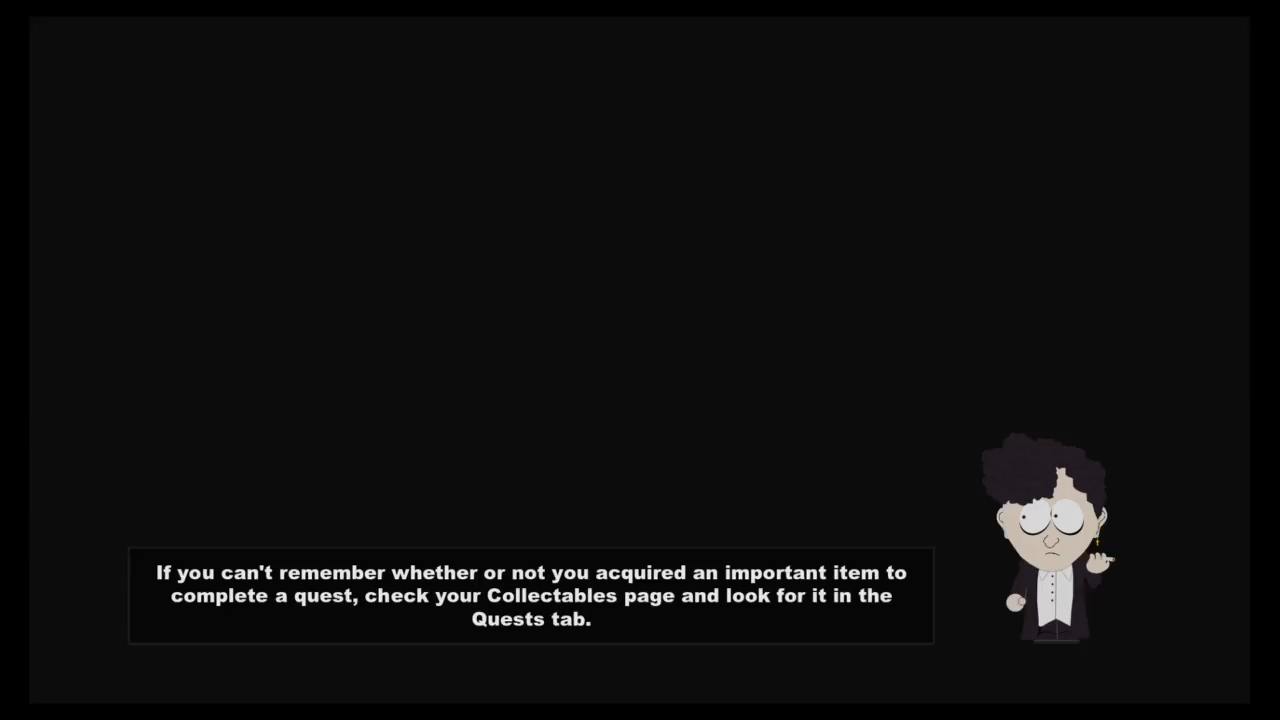 If you can't remember whether or not you acquired an important item to
complete a quest, check your Collectables page and look for it in the
Quests tab.